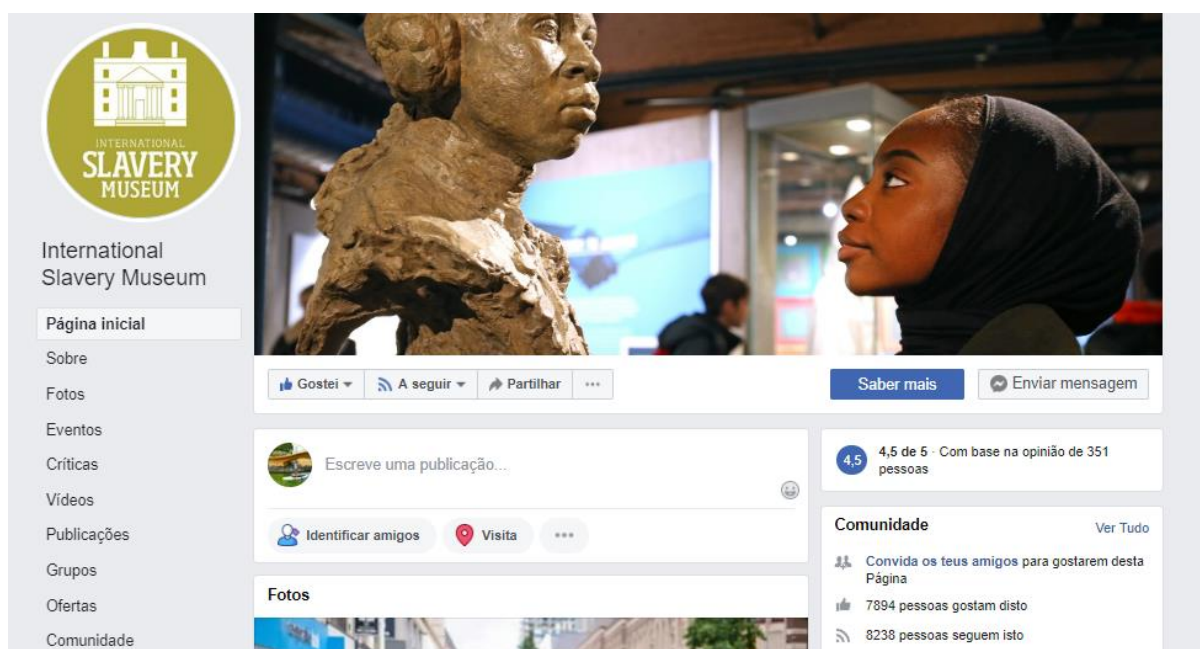 INTERNATIONAL
SLAVERY
MUSEUM
International
Slavery Museum
Página inicial
Sobre
Fotos
Eventos
Críticas
Vídeos
Publicações
Grupos
Ofertas
Comunidade
Gostei
A seguir
Partilhar
Saber mais
Enviar mensagem
Escreve uma publicação...
Identificar amigos
Visita
Fotos
4,5
4,5 de 5 · Com base na opinião de 351
pessoas
Comunidade
Ver Tudo
Convida os teus amigos para gostarem desta
Página
7894 pessoas gostam disto
8238 pessoas seguem isto